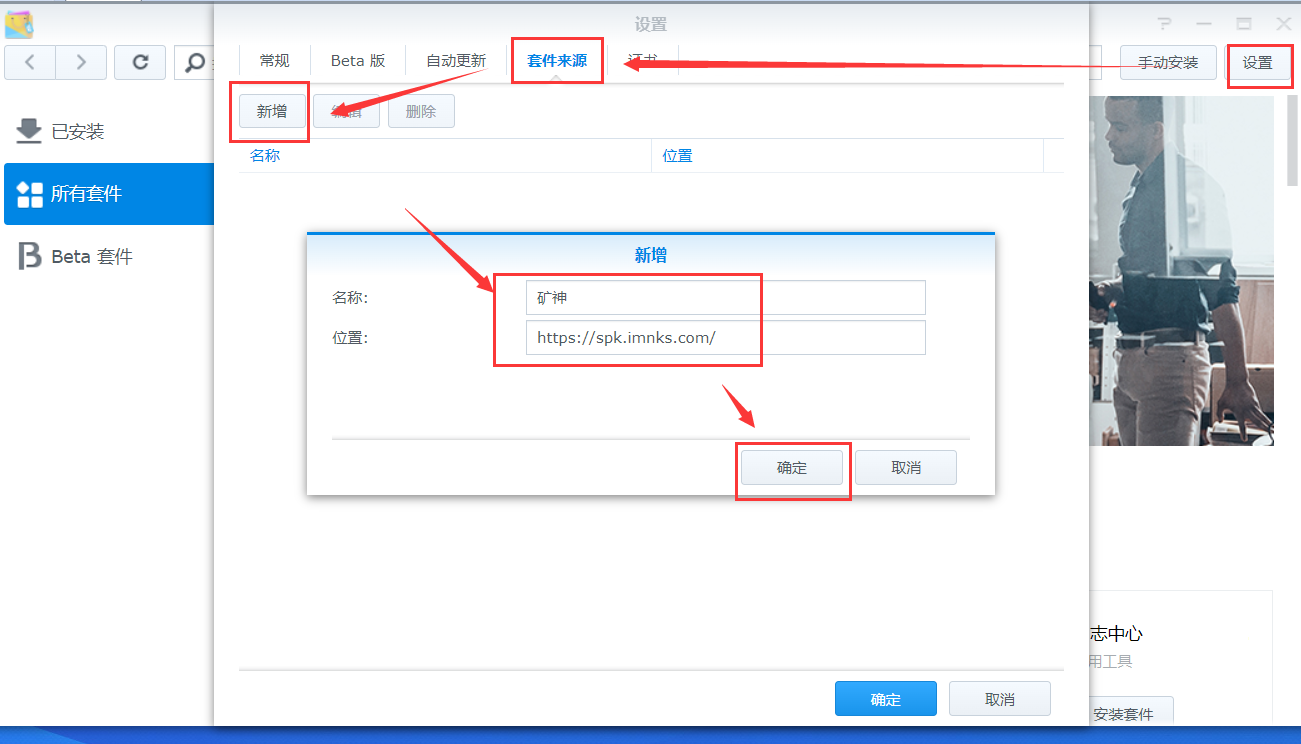 设置
常规
Beta 版
自动更新
套件来源
证书
手动安装
设置
新增
编辑
删除
已安装
名称
位置
所有套件
Beta 套件
新增
名称:
矿神
位置:
https://spk.imnks.com/
确定
取消
志中心
用工具
确定
取消
安装套件